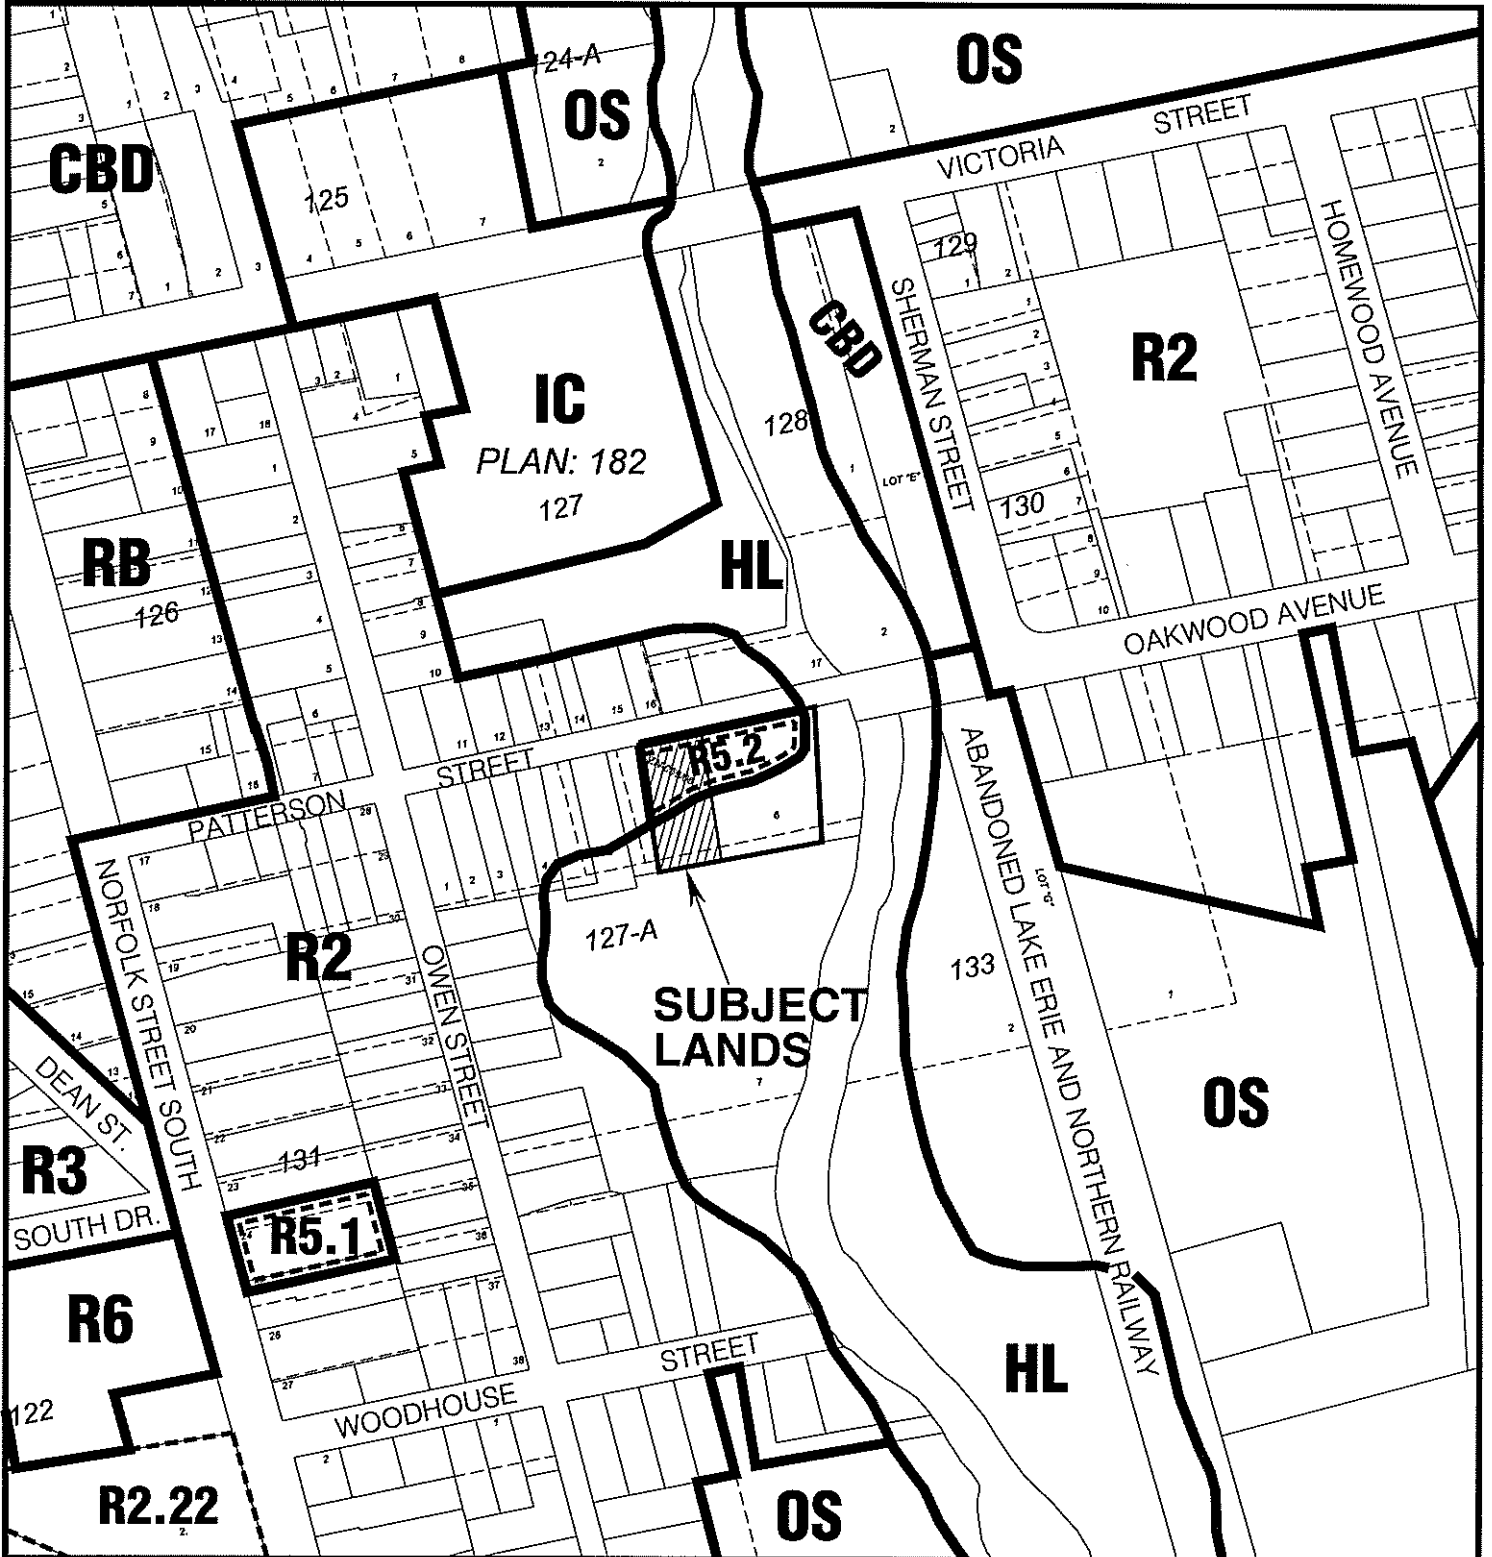 OS
124-A
OS
VICTORIA STREET
CBD
125
129
HOMEWOOD AVENUE
CBD
SHERMAN STREET
R2
IC
PLAN: 182
127
128
LOT "E"
130
RB
126
HL
OAKWOOD AVENUE
R5.2
PATTERSON STREET
NORFOLK STREET SOUTH
OWEN STREET
R2
127-A
SUBJECT
LANDS
ABANDONED LAKE ERIE AND NORTHERN RAILWAY
LOT "G"
133
DEAN ST.
R3
SOUTH DR.
131
R5.1
OS
R6
122
WOODHOUSE STREET
HL
R2.22
OS